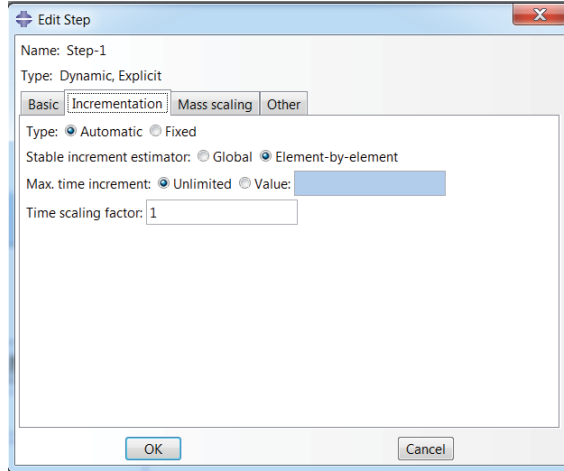 Edit Step
X
Name: Step-1
Type: Dynamic, Explicit
Basic Incrementation Mass scaling Other
Type: Automatic Fixed
Stable increment estimator: Global Element-by-element
Max. time increment: Unlimited Value:
Time scaling factor: 1
OK Cancel